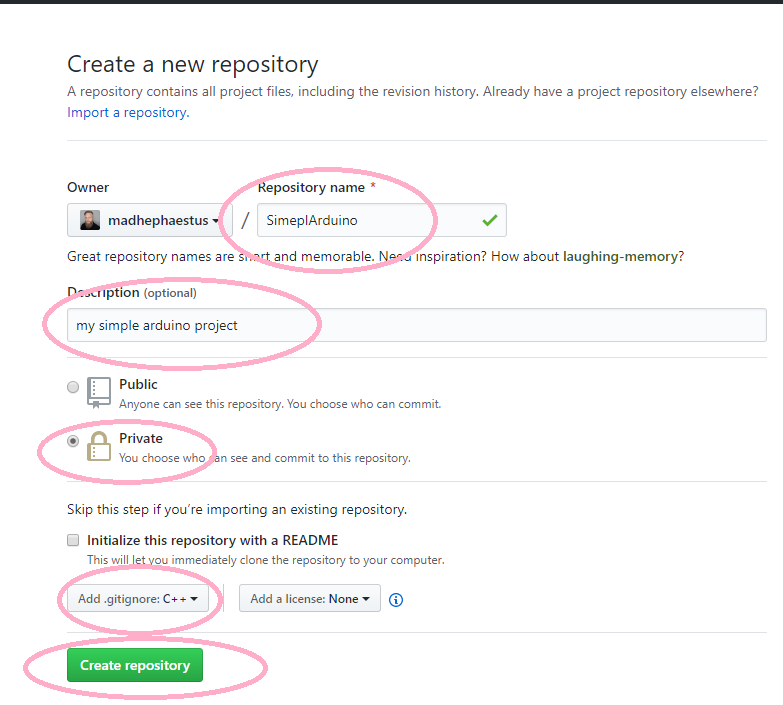 Create a new repository
A repository contains all project files, including the revision history. Already have a project repository elsewhere?
Import a repository.
Owner
Repository name *
madhephaestus
/
SimeplArduino
Great repository names are short and memorable. Need inspiration? How about laughing-memory?
Description (optional)
my simple arduino project
Public
Anyone can see this repository. You choose who can commit.
Private
You choose who can see and commit to this repository.
Skip this step if you’re importing an existing repository.
Initialize this repository with a README
This will let you immediately clone the repository to your computer.
Add .gitignore: C++
Add a license: None
Create repository